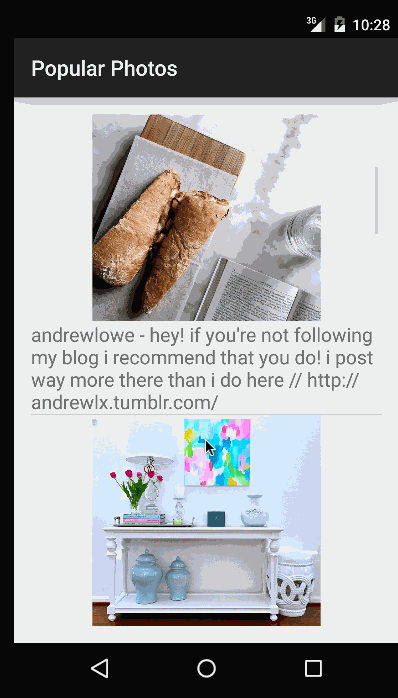 3G 10:28
Popular Photos
andrewlowe - hey! if you're not following
my blog i recommend that you do! i post
way more there than i do here // http://
andrewlx.tumblr.com/